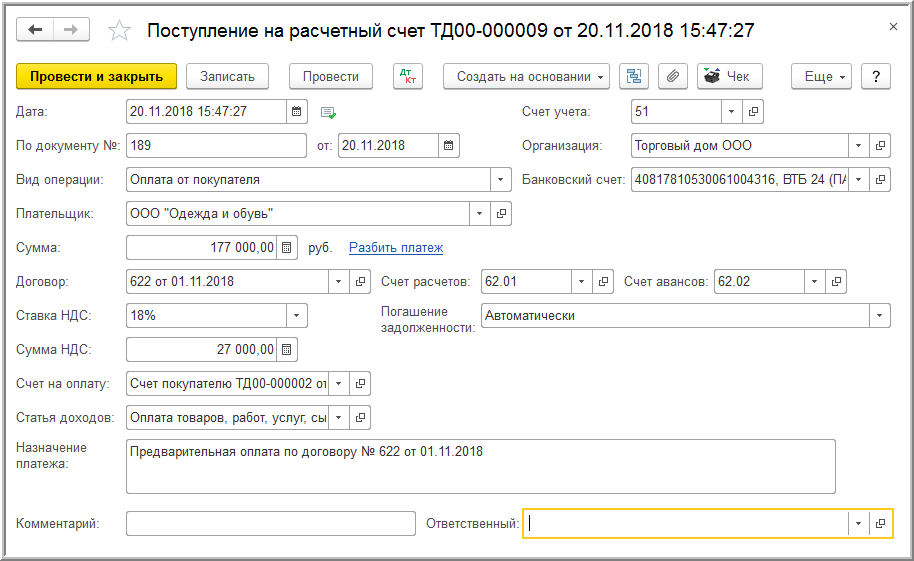 Поступление на расчетный счет ТД00-000009 от 20.11.2018 15:47:27
Провести и закрыть Записать Провести Дт Кт Создать на основании Чек Еще ?
Дата: 20.11.2018 15:47:27 Счет учета: 51
По документу №: 189 от: 20.11.2018 Организация: Торговый дом ООО
Вид операции: Оплата от покупателя Банковский счет: 40817810530061004316, ВТБ 24 (ПА
Плательщик: ООО "Одежда и обувь"
Сумма: 177 000,00 руб. Разбить платеж
Договор: 622 от 01.11.2018 Счет расчетов: 62.01 Счет авансов: 62.02
Ставка НДС: 18% Погашение задолженности: Автоматически
Сумма НДС: 27 000,00
Счет на оплату: Счет покупателю ТД00-000002 от
Статья доходов: Оплата товаров, работ, услуг, сы
Назначение платежа: Предварительная оплата по договору № 622 от 01.11.2018
Комментарий: Ответственный: